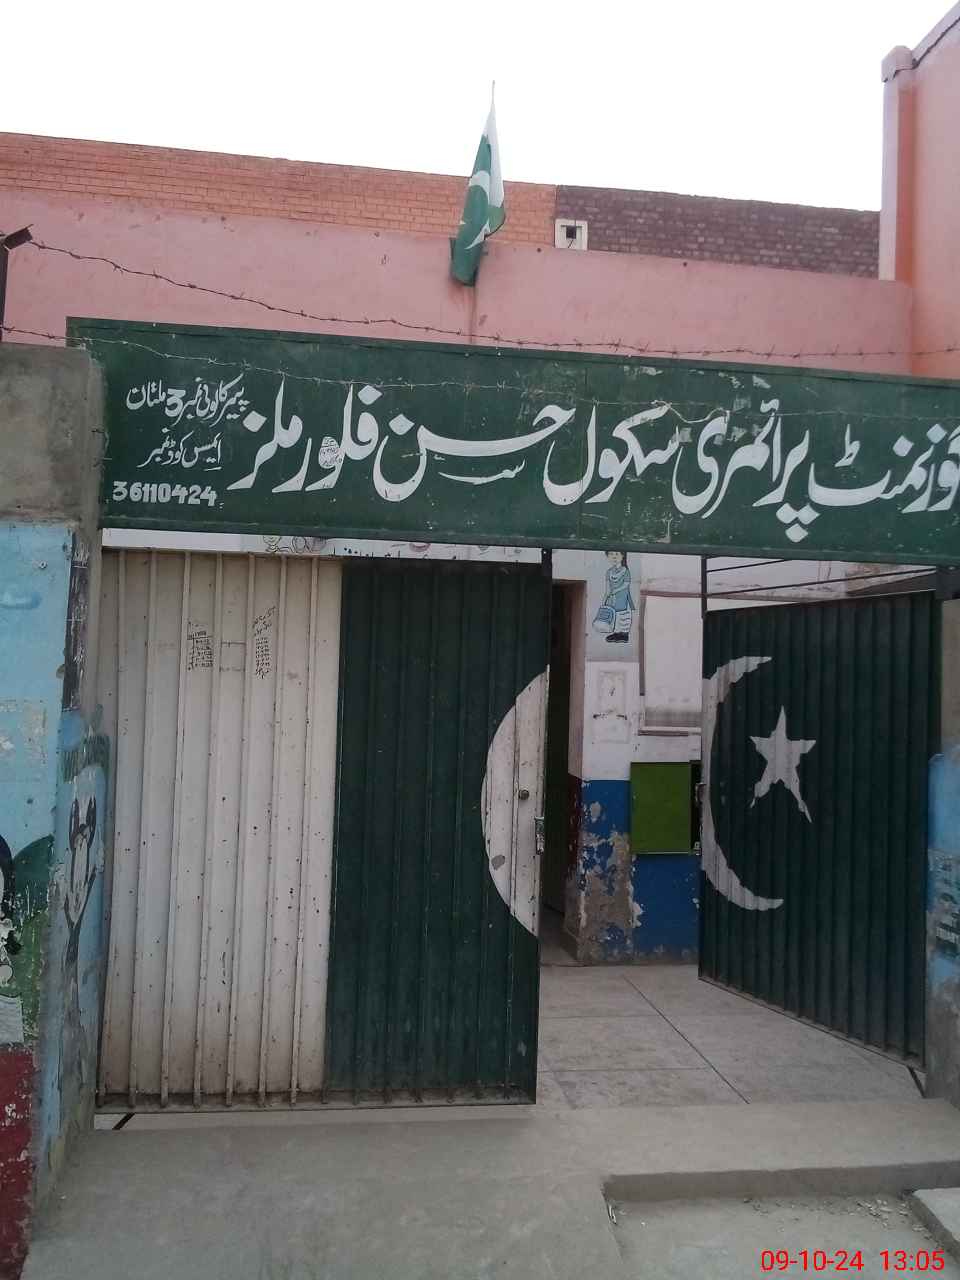 گورنمنٹ پرائمری سکول حسن فلور ملز
پیر کالونی نمبر 3 ملتان
ایمس کوڈ نمبر
36110424
09-10-24 13:05